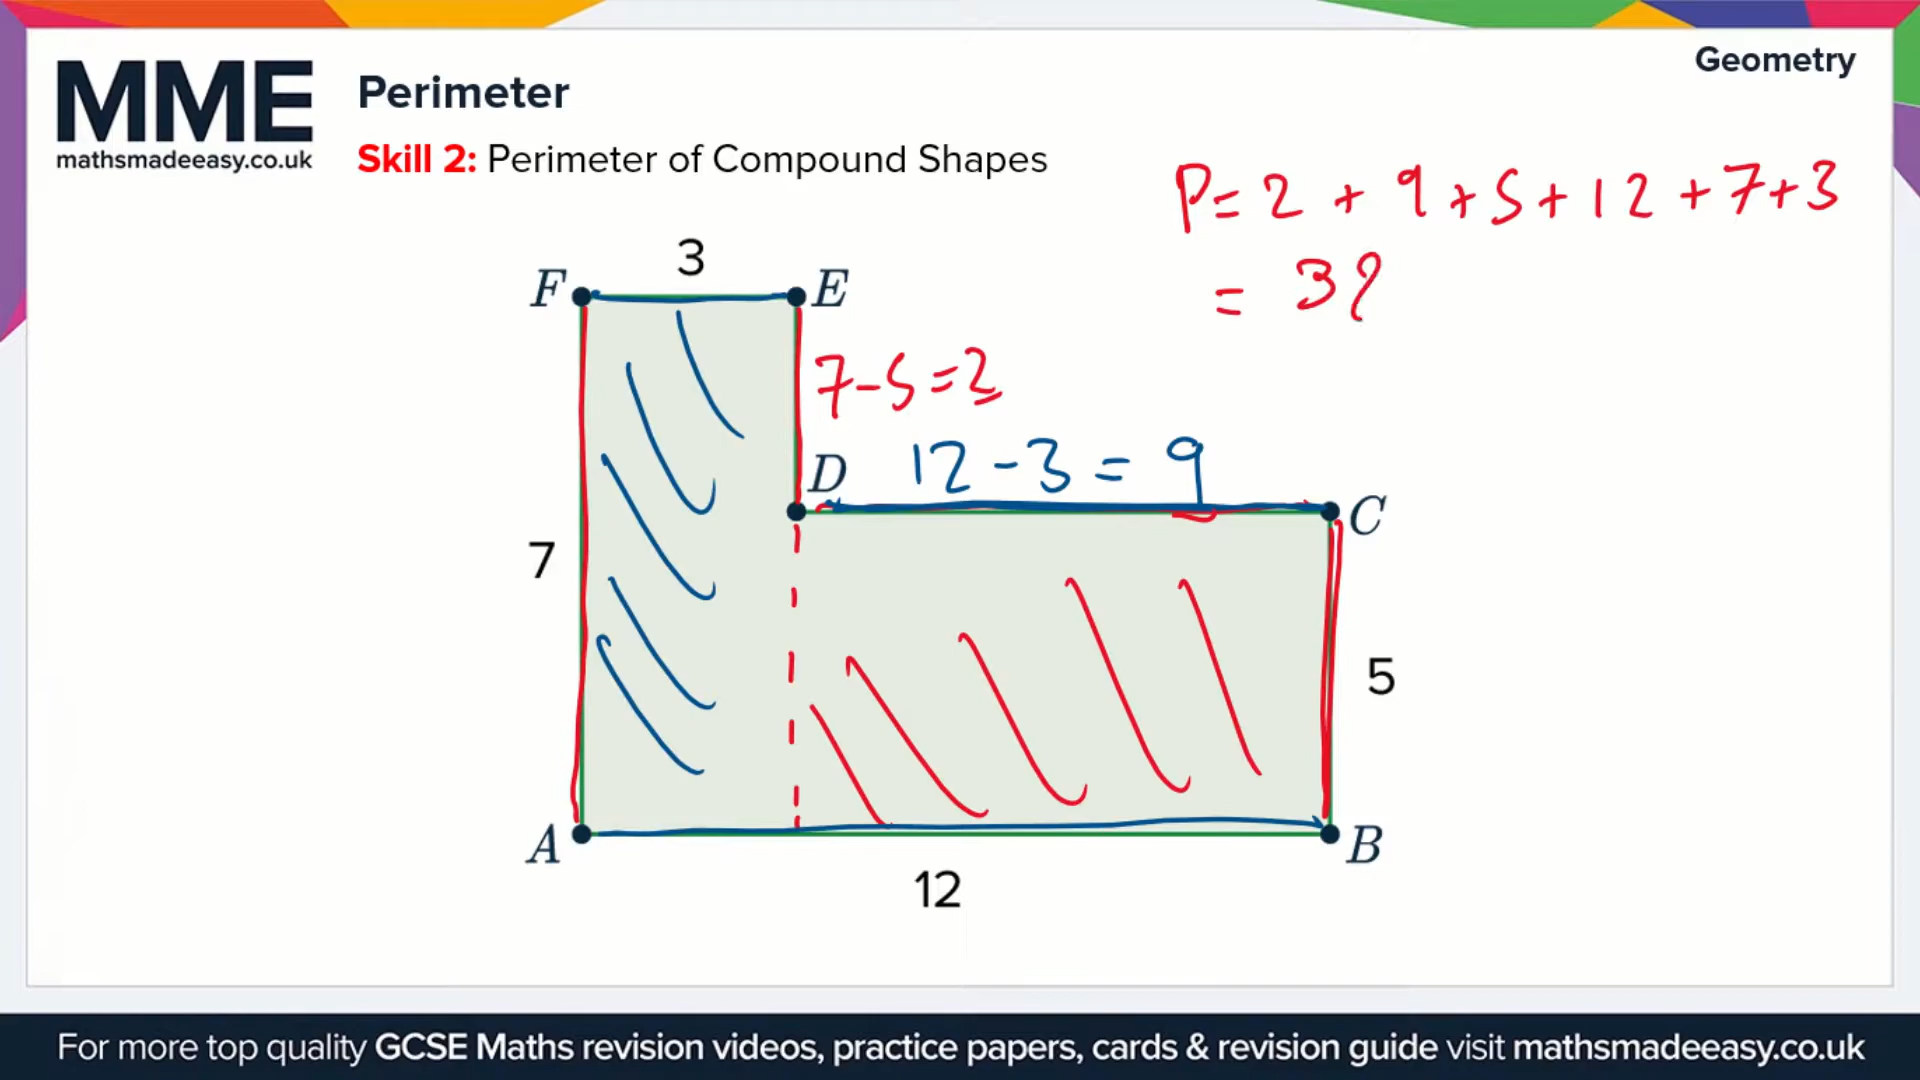 Geometry
MME
mathsmadeeasy.co.uk
Perimeter
Skill 2: Perimeter of Compound Shapes
P= 2 + 9 + 5 + 12 + 7 + 3
= 38
3
F
E
7-5=2
D
12-3 = 9
C
7
5
A
B
12
For more top quality GCSE Maths revision videos, practice papers, cards & revision guide visit mathsmadeeasy.co.uk